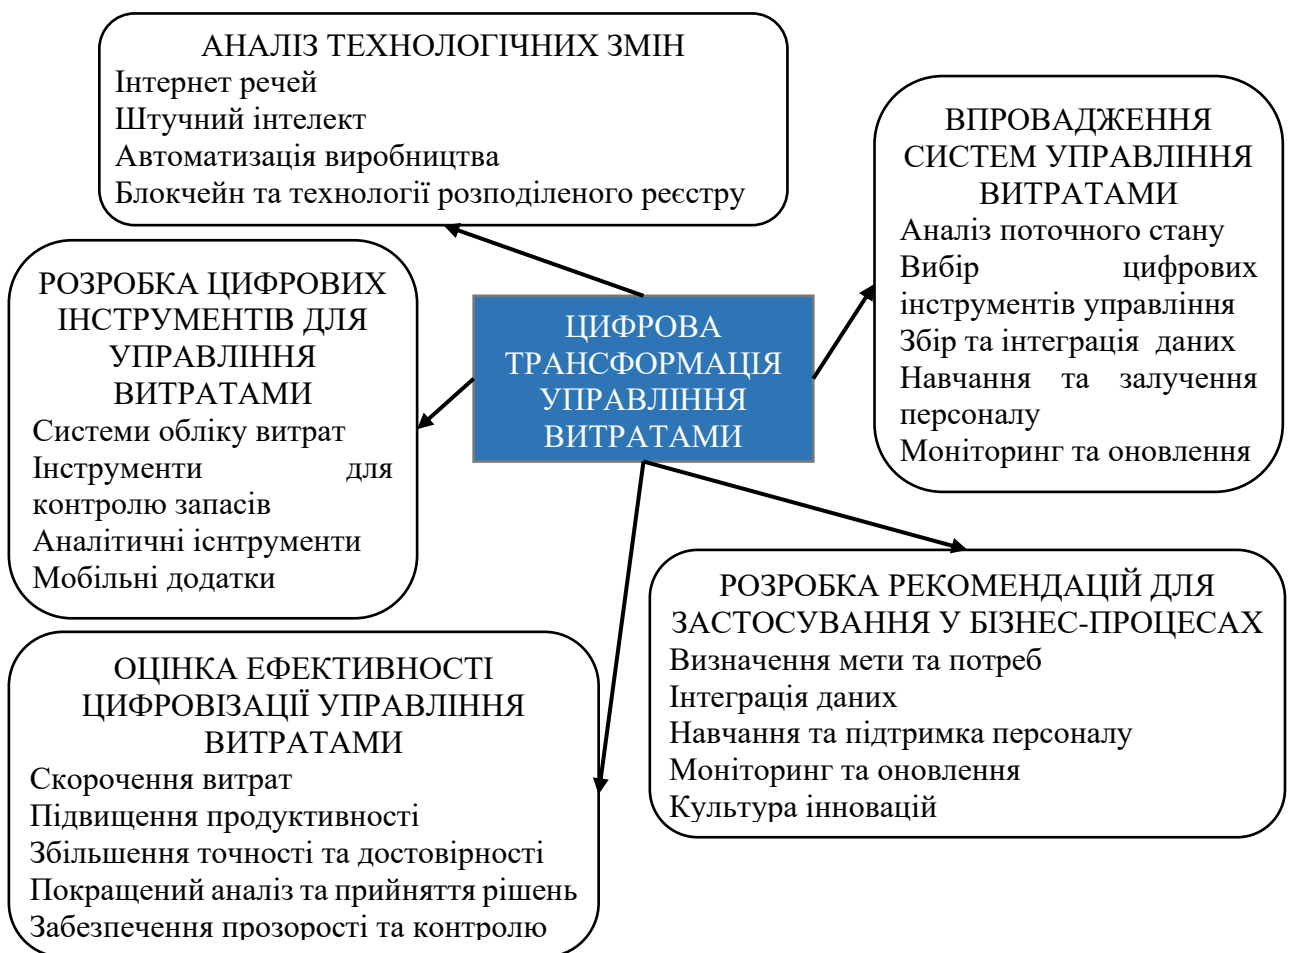 АНАЛІЗ ТЕХНОЛОГІЧНИХ ЗМІН
Інтернет речей
Штучний інтелект
Автоматизація виробництва
Блокчейн та технології розподіленого реєстру
ВПРОВАДЖЕННЯ
СИСТЕМ УПРАВЛІННЯ
ВИТРАТАМИ
Аналіз поточного стану
Вибір цифрових
інструментів управління
Збір та інтеграція даних
Навчання та залучення
персоналу
Моніторинг та оновлення
РОЗРОБКА ЦИФРОВИХ
ІНСТРУМЕНТІВ ДЛЯ
УПРАВЛІННЯ
ВИТРАТАМИ
Системи обліку витрат
Інструменти для
контролю запасів
Аналітичні існтрументи
Мобільні додатки
ЦИФРОВА
ТРАНСФОРМАЦІЯ
УПРАВЛІННЯ
ВИТРАТАМИ
РОЗРОБКА РЕКОМЕНДАЦІЙ ДЛЯ
ЗАСТОСУВАННЯ У БІЗНЕС-ПРОЦЕСАХ
Визначення мети та потреб
Інтеграція даних
Навчання та підтримка персоналу
Моніторинг та оновлення
Культура інновацій
ОЦІНКА ЕФЕКТИВНОСТІ
ЦИФРОВІЗАЦІЇ УПРАВЛІННЯ
ВИТРАТАМИ
Скорочення витрат
Підвищення продуктивності
Збільшення точності та достовірності
Покращений аналіз та прийняття рішень
Забезпечення прозорості та контролю